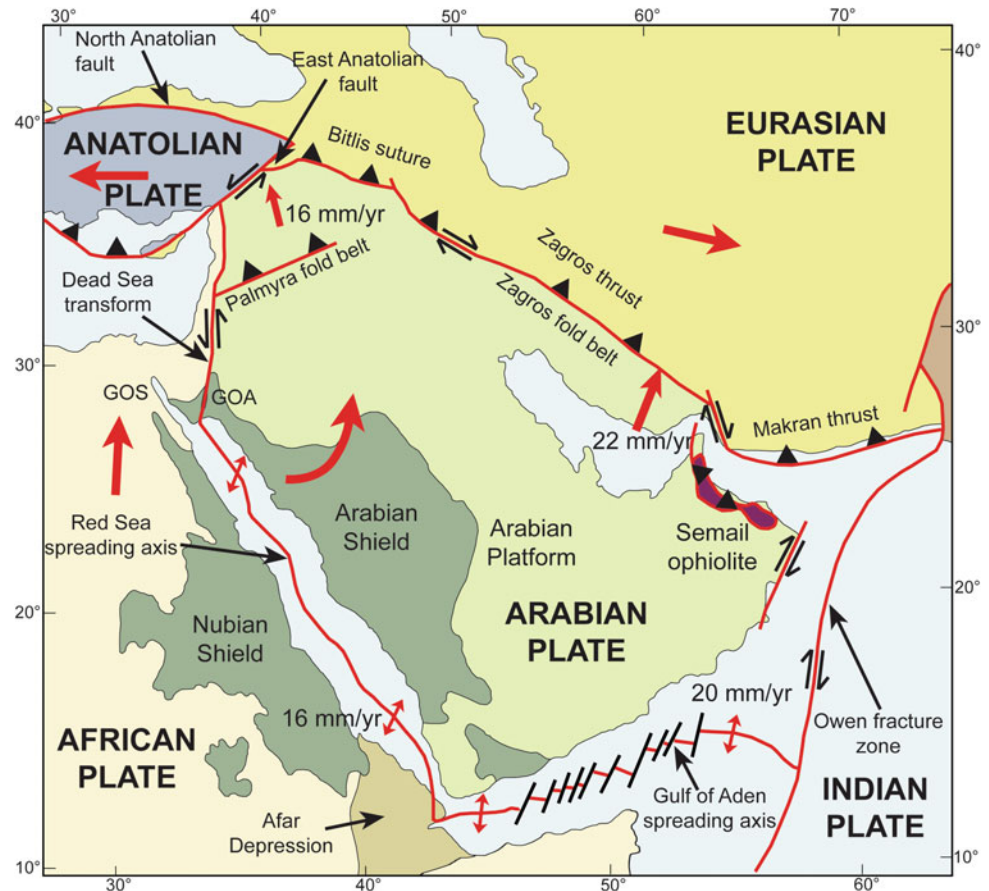 30°
40°
50°
60°
70°
North Anatolian
fault
East Anatolian
fault
40°
40°
ANATOLIAN
PLATE
Bitlis suture
EURASIAN
PLATE
16 mm/yr
Palmyra fold belt
Dead Sea
transform
Zagros thrust
Zagros fold belt
30°
30°
GOS
GOA
22 mm/yr
Makran thrust
Red Sea
spreading axis
Arabian
Shield
Arabian
Platform
Semail
ophiolite
20°
20°
Nubian
Shield
ARABIAN
PLATE
16 mm/yr
20 mm/yr
Owen fracture
zone
AFRICAN
PLATE
Afar
Depression
Gulf of Aden
spreading axis
INDIAN
PLATE
10°
10°
30°
40°
50°
60°